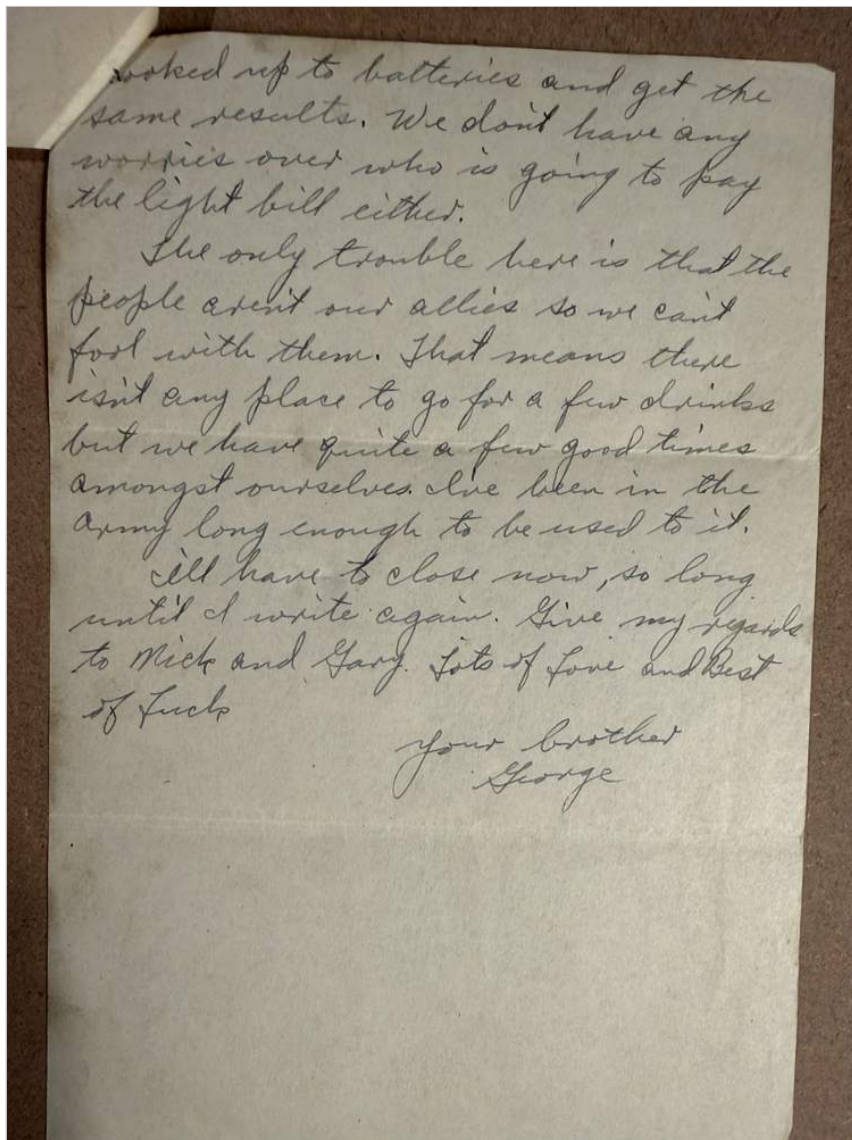 hooked up to batteries and get the
same results. We don't have any
worries over who is going to pay
the light bill either.
The only trouble here is that the
people aren't our allies so we can't
fool with them. That means there
isn't any place to go for a few drinks
but we have quite a few good times
amongst ourselves. I've been in the
army long enough to be used to it.
I'll have to close now, so long
until I write again. Give my regards
to Mick and Gary. Lots of Love and Best
of Luck
Your brother
George